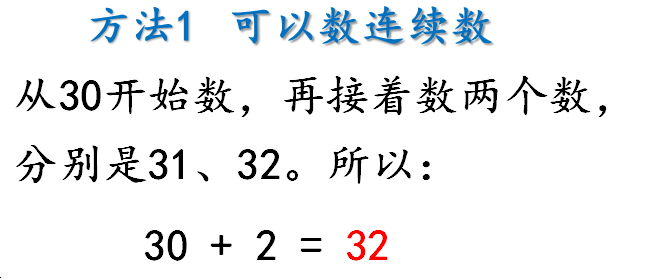 方法1 可以数连续数
从30开始数，再接着数两个数，
分别是31、32。所以：
30 + 2 = 32